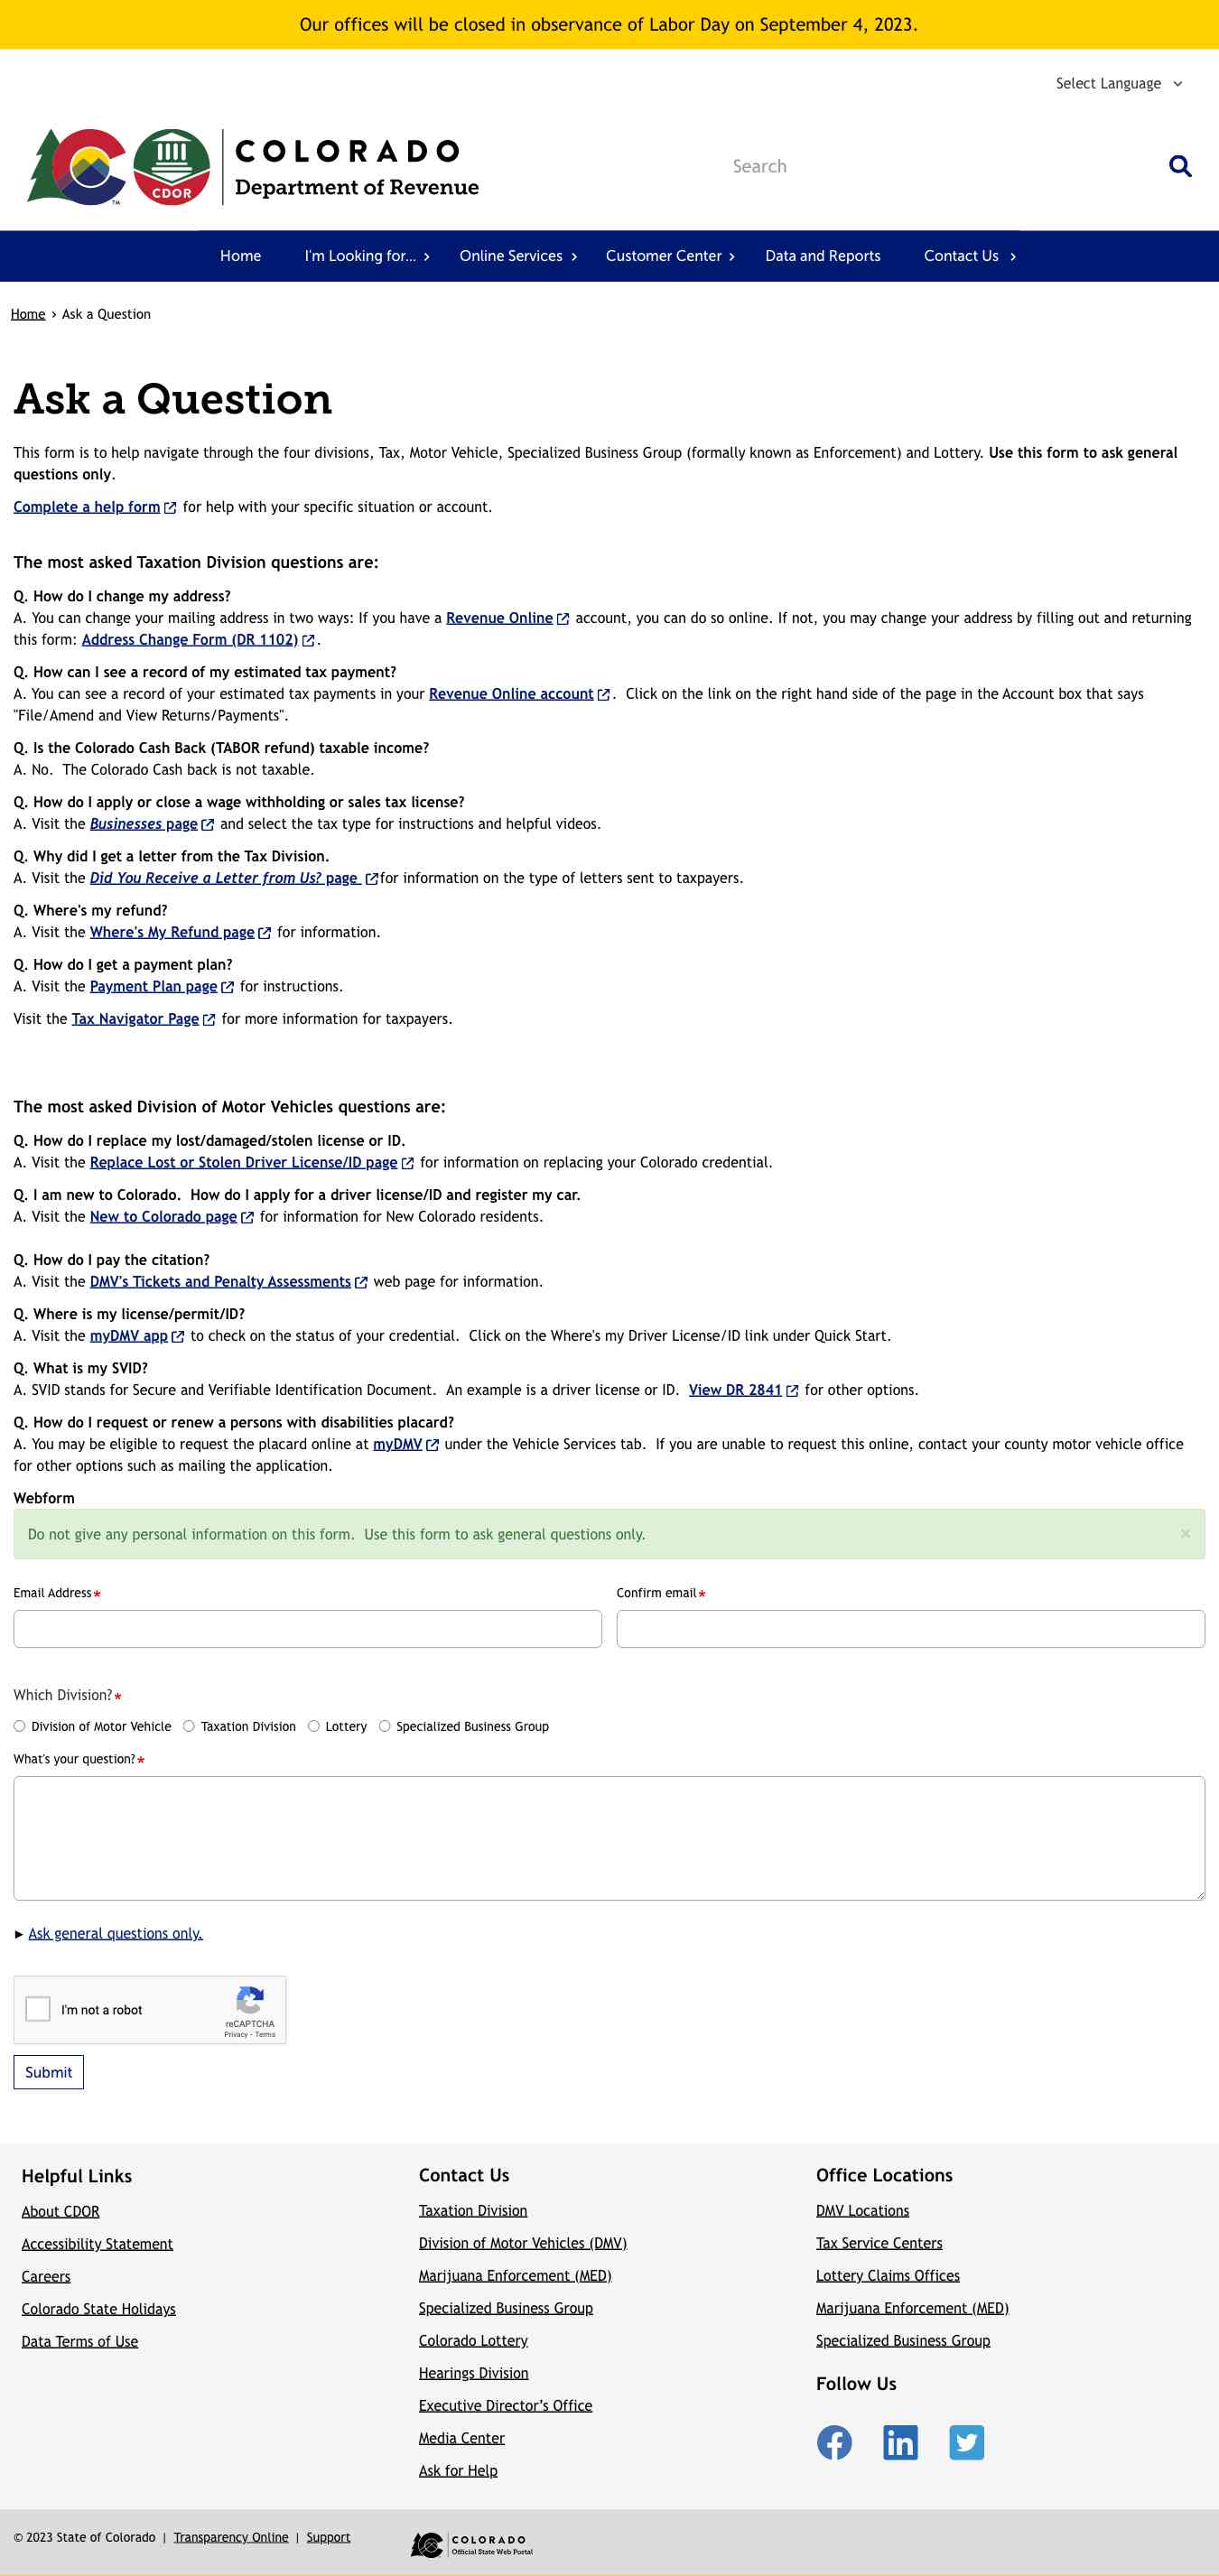 Our offices will be closed in observance of Labor Day on September 4, 2023.
Select Language
COLORADO
Department of Revenue
CDOR
TM
Search
Home
I'm Looking for...
Online Services
Customer Center
Data and Reports
Contact Us
Home › Ask a Question
Ask a Question
This form is to help navigate through the four divisions, Tax, Motor Vehicle, Specialized Business Group (formally known as Enforcement) and Lottery. Use this form to ask general
questions only.
Complete a help form for help with your specific situation or account.
The most asked Taxation Division questions are:
Q. How do I change my address?
A. You can change your mailing address in two ways: If you have a Revenue Online account, you can do so online. If not, you may change your address by filling out and returning
this form: Address Change Form (DR 1102).
Q. How can I see a record of my estimated tax payment?
A. You can see a record of your estimated tax payments in your Revenue Online account. Click on the link on the right hand side of the page in the Account box that says
"File/Amend and View Returns/Payments".
Q. Is the Colorado Cash Back (TABOR refund) taxable income?
A. No. The Colorado Cash back is not taxable.
Q. How do I apply or close a wage withholding or sales tax license?
A. Visit the Businesses page and select the tax type for instructions and helpful videos.
Q. Why did I get a letter from the Tax Division.
A. Visit the Did You Receive a Letter from Us? page for information on the type of letters sent to taxpayers.
Q. Where's my refund?
A. Visit the Where's My Refund page for information.
Q. How do I get a payment plan?
A. Visit the Payment Plan page for instructions.
Visit the Tax Navigator Page for more information for taxpayers.
The most asked Division of Motor Vehicles questions are:
Q. How do I replace my lost/damaged/stolen license or ID.
A. Visit the Replace Lost or Stolen Driver License/ID page for information on replacing your Colorado credential.
Q. I am new to Colorado. How do I apply for a driver license/ID and register my car.
A. Visit the New to Colorado page for information for New Colorado residents.
Q. How do I pay the citation?
A. Visit the DMV's Tickets and Penalty Assessments web page for information.
Q. Where is my license/permit/ID?
A. Visit the myDMV app to check on the status of your credential. Click on the Where's my Driver License/ID link under Quick Start.
Q. What is my SVID?
A. SVID stands for Secure and Verifiable Identification Document. An example is a driver license or ID. View DR 2841 for other options.
Q. How do I request or renew a persons with disabilities placard?
A. You may be eligible to request the placard online at myDMV under the Vehicle Services tab. If you are unable to request this online, contact your county motor vehicle office
for other options such as mailing the application.
Webform
Do not give any personal information on this form. Use this form to ask general questions only. ×
Email Address*
Confirm email*
Which Division?*
Division of Motor Vehicle Taxation Division Lottery Specialized Business Group
What's your question?*
Ask general questions only.
I'm not a robot
reCAPTCHA
Privacy - Terms
Submit
Helpful Links
About CDOR
Accessibility Statement
Careers
Colorado State Holidays
Data Terms of Use
Contact Us
Taxation Division
Division of Motor Vehicles (DMV)
Marijuana Enforcement (MED)
Specialized Business Group
Colorado Lottery
Hearings Division
Executive Director's Office
Media Center
Ask for Help
Office Locations
DMV Locations
Tax Service Centers
Lottery Claims Offices
Marijuana Enforcement (MED)
Specialized Business Group
Follow Us
© 2023 State of Colorado | Transparency Online | Support
COLORADO
Official State Web Portal